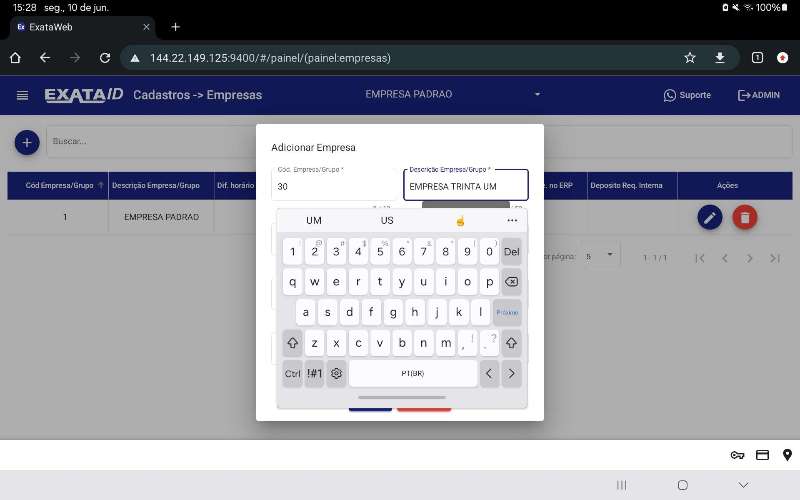 15:28 seg., 10 de jun.
100%
Ex ExataWeb
144.22.149.125:9400/#/painel/(painel:empresas)
1
EXATA/ID Cadastros -> Empresas
EMPRESA PADRAO
Suporte
ADMIN
Buscar...
Cód Empresa/Grupo
Descrição Empresa/Grupo
Dif. horário
no ERP
Deposito Req. Interna
Ações
1
EMPRESA PADRAO
por página:
5
1 - 1 / 1
Adicionar Empresa
Cód. Empresa/Grupo *
30
Descrição Empresa/Grupo *
EMPRESA TRINTA UM
UM
US
☝
...
1 2 3 4 5 6 7 8 9 0 Del
q w e r t y u i o p
a s d f g h j k l Próximo
z x c v b n m , ! . ?
Ctrl !#1 PT(BR) < >